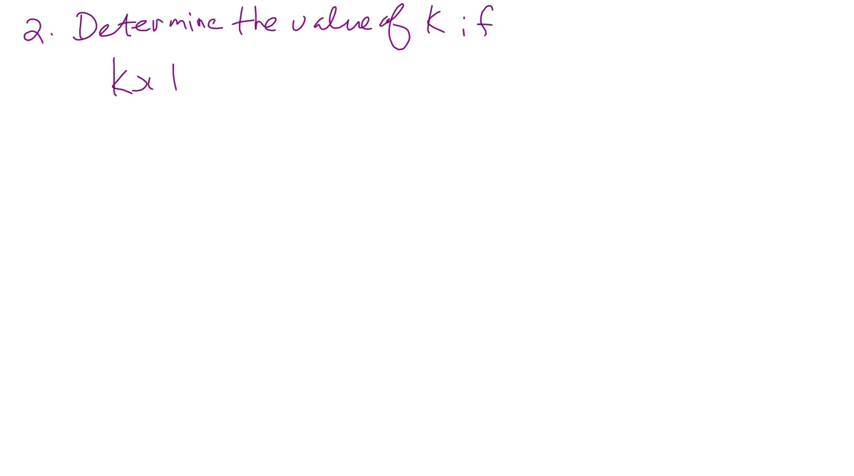 2. Determine the value of k if
kx |